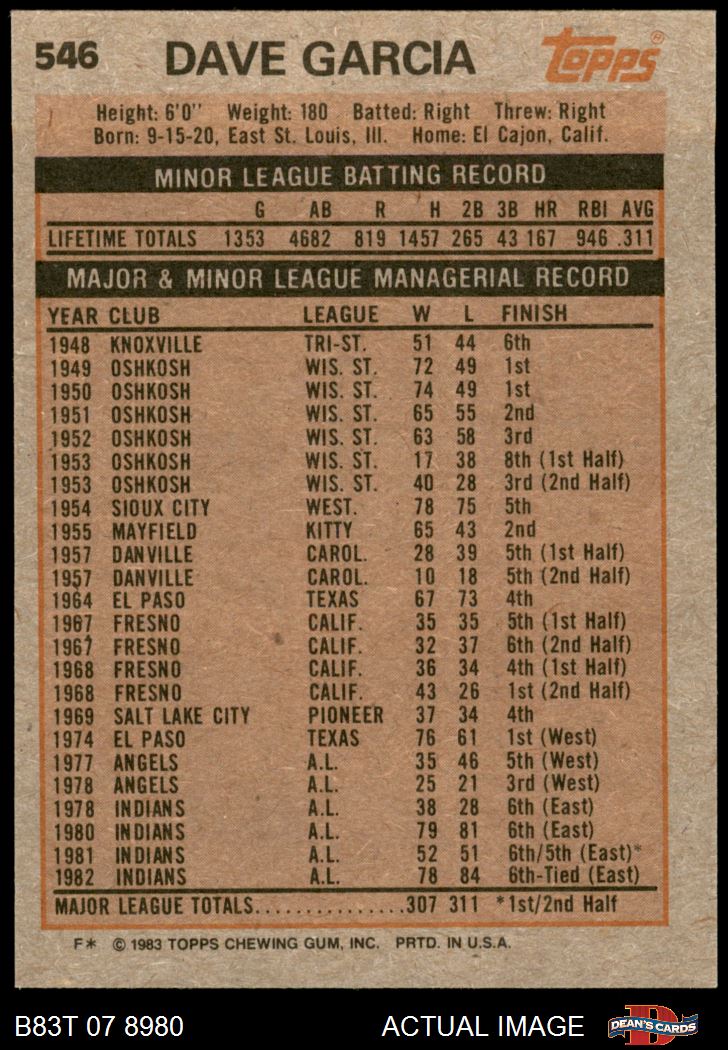 546 DAVE GARCIA TOPPS®
Height: 6'0" Weight: 180 Batted: Right Threw: Right
Born: 9-15-20, East St. Louis, Ill. Home: El Cajon, Calif.
MINOR LEAGUE BATTING RECORD
G AB R H 2B 3B HR RBI AVG
LIFETIME TOTALS 1353 4682 819 1457 265 43 167 946 .311
MAJOR & MINOR LEAGUE MANAGERIAL RECORD
YEAR CLUB LEAGUE W L FINISH
1948 KNOXVILLE TRI-ST. 51 44 6th
1949 OSHKOSH WIS. ST. 72 49 1st
1950 OSHKOSH WIS. ST. 74 49 1st
1951 OSHKOSH WIS. ST. 65 55 2nd
1952 OSHKOSH WIS. ST. 63 58 3rd
1953 OSHKOSH WIS. ST. 17 38 8th (1st Half)
1953 OSHKOSH WIS. ST. 40 28 3rd (2nd Half)
1954 SIOUX CITY WEST. 78 75 5th
1955 MAYFIELD KITTY 65 43 2nd
1957 DANVILLE CAROL. 28 39 5th (1st Half)
1957 DANVILLE CAROL. 10 18 5th (2nd Half)
1964 EL PASO TEXAS 67 73 4th
1967 FRESNO CALIF. 35 35 5th (1st Half)
1967 FRESNO CALIF. 32 37 6th (2nd Half)
1968 FRESNO CALIF. 36 34 4th (1st Half)
1968 FRESNO CALIF. 43 26 1st (2nd Half)
1969 SALT LAKE CITY PIONEER 37 34 4th
1974 EL PASO TEXAS 76 61 1st (West)
1977 ANGELS A.L. 35 46 5th (West)
1978 ANGELS A.L. 25 21 3rd (West)
1978 INDIANS A.L. 38 28 6th (East)
1980 INDIANS A.L. 79 81 6th (East)
1981 INDIANS A.L. 52 51 6th/5th (East)*
1982 INDIANS A.L. 78 84 6th-Tied (East)
MAJOR LEAGUE TOTALS...............307 311 *1st/2nd Half
F* © 1983 TOPPS CHEWING GUM, INC. PRTD. IN U.S.A.
B83T 07 8980 ACTUAL IMAGE D DEAN'S CARDS